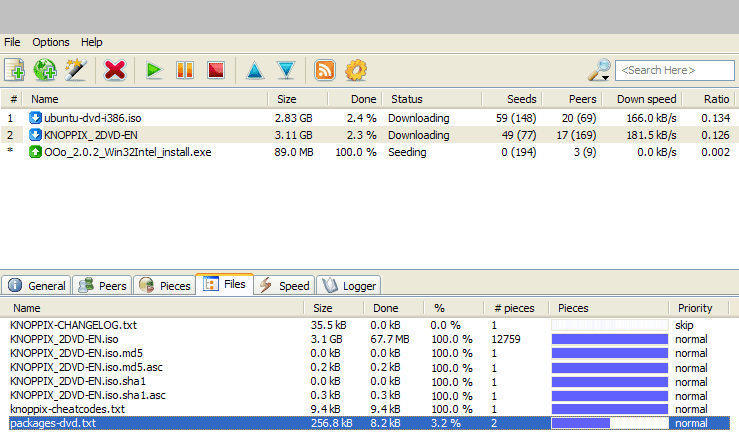 File Options Help
<Search Here>
# Name Size Done Status Seeds Peers Down speed Ratio
1 ubuntu-dvd-i386.iso 2.83 GB 2.4 % Downloading 59 (148) 20 (69) 166.0 kB/s 0.134
2 KNOPPIX_2DVD-EN 3.11 GB 2.3 % Downloading 49 (77) 17 (169) 181.5 kB/s 0.126
* OOo_2.0.2_Win32Intel_install.exe 89.0 MB 100.0 % Seeding 0 (194) 3 (9) 0.0 kB/s 0.002
General Peers Pieces Files Speed Logger
Name Size Done % # pieces Pieces Priority
KNOPPIX-CHANGELOG.txt 35.5 kB 0.0 kB 0.0 % 1 skip
KNOPPIX_2DVD-EN.iso 3.1 GB 67.7 MB 100.0 % 12759 normal
KNOPPIX_2DVD-EN.iso.md5 0.0 kB 0.0 kB 100.0 % 1 normal
KNOPPIX_2DVD-EN.iso.md5.asc 0.2 kB 0.2 kB 100.0 % 1 normal
KNOPPIX_2DVD-EN.iso.sha1 0.0 kB 0.0 kB 100.0 % 1 normal
KNOPPIX_2DVD-EN.iso.sha1.asc 0.3 kB 0.3 kB 100.0 % 1 normal
knoppix-cheatcodes.txt 9.4 kB 9.4 kB 100.0 % 1 normal
packages-dvd.txt 256.8 kB 8.2 kB 3.2 % 2 normal